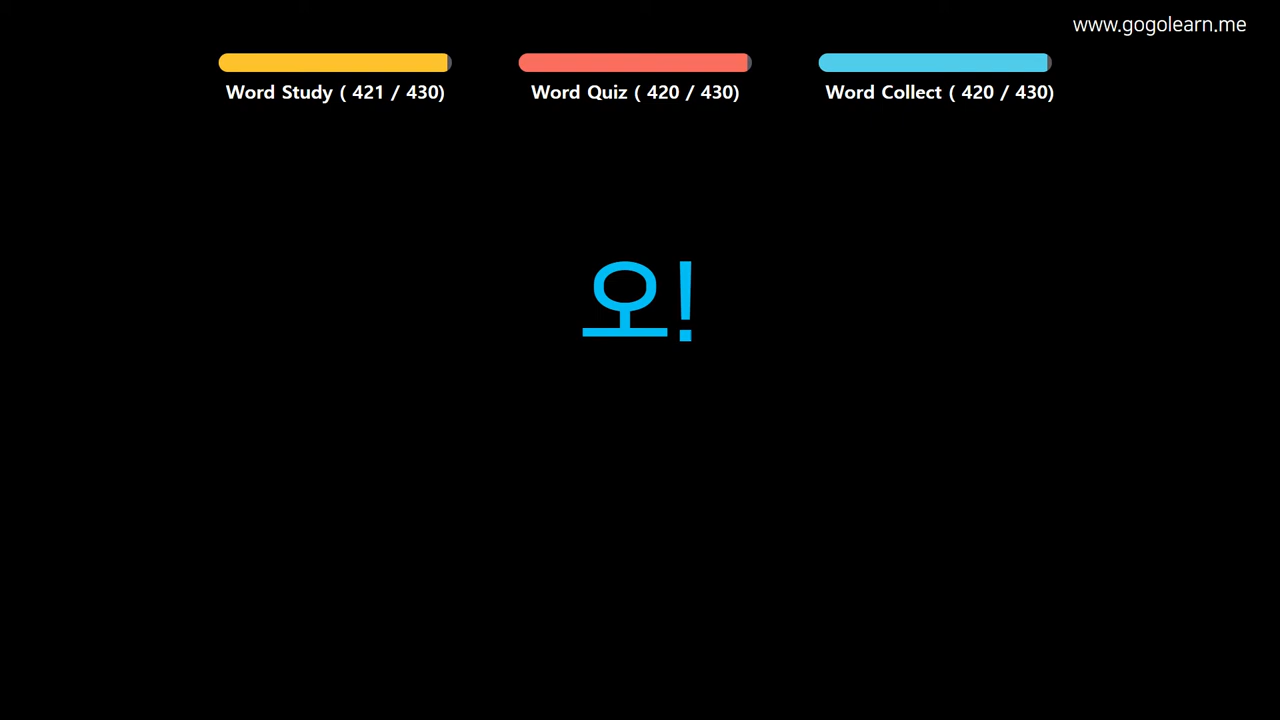 www.gogolearn.me
Word Study ( 421 / 430)
Word Quiz ( 420 / 430)
Word Collect ( 420 / 430)
오!